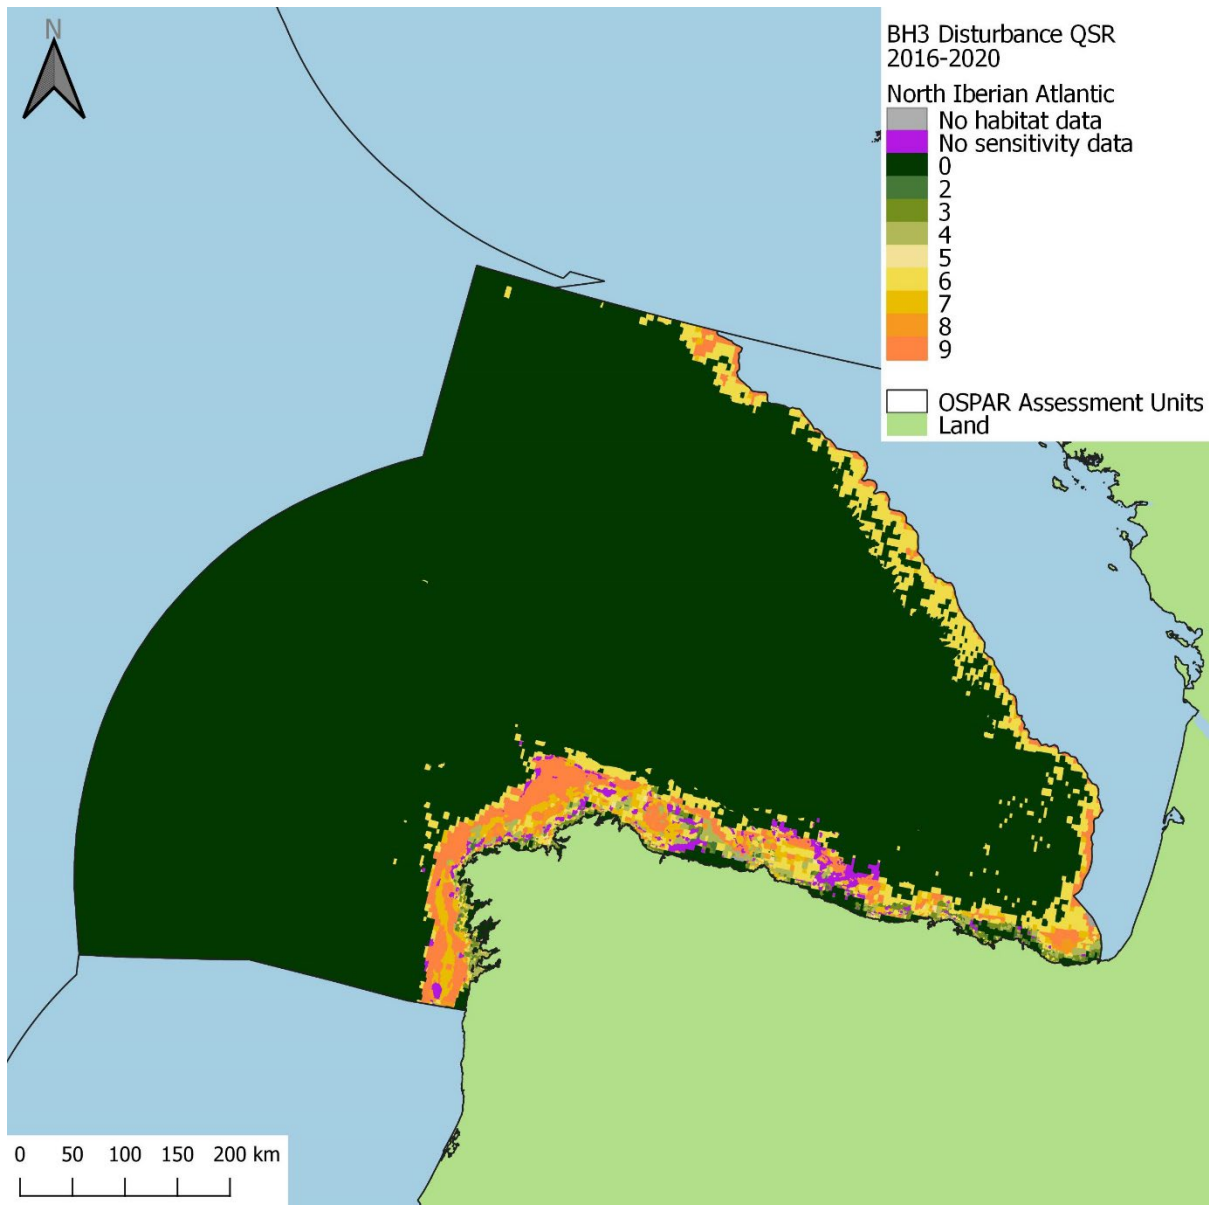 N
BH3 Disturbance QSR
2016-2020
North Iberian Atlantic
No habitat data
No sensitivity data
0
2
3
4
5
6
7
8
9
OSPAR Assessment Units
Land
0 50 100 150 200 km